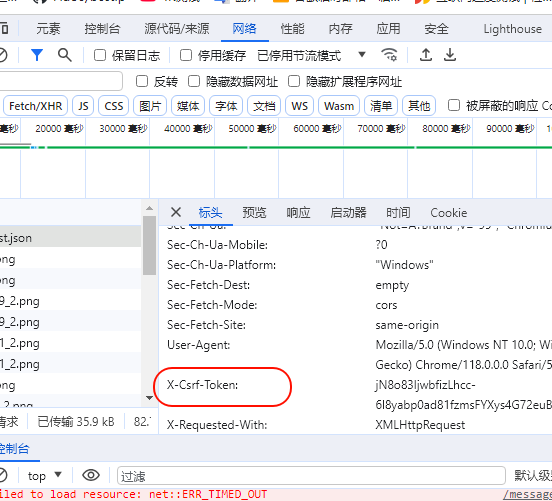 元素 控制台 源代码/来源 网络 性能 内存 应用 安全 Lighthouse
保留日志 停用缓存 已停用节流模式
反转 隐藏数据网址 隐藏扩展程序网址
Fetch/XHR JS CSS 图片 媒体 字体 文档 WS Wasm 清单 其他 被屏蔽的响应 Co
毫秒 20000 毫秒 30000 毫秒 40000 毫秒 50000 毫秒 60000 毫秒 70000 毫秒 80000 毫秒 90000 毫秒 10
标头 预览 响应 启动器 时间 Cookie
st.json
ong
ong
9_2.png
9_2.png
1_2.png
1_2.png
0_2.png
Sec-Ch-Ua:
Sec-Ch-Ua-Mobile: ?0
Sec-Ch-Ua-Platform: "Windows"
Sec-Fetch-Dest: empty
Sec-Fetch-Mode: cors
Sec-Fetch-Site: same-origin
User-Agent: Mozilla/5.0 (Windows NT 10.0; Wi
Gecko) Chrome/118.0.0.0 Safari/5
X-Csrf-Token: jN8o83ljwbfizLhcc-
6I8yabp0ad81fzmsFYXys4G72euB
X-Requested-With: XMLHttpRequest
请求 已传输 35.9 kB 82.
控制台
top 过滤 默认级
iled to load resource: net::ERR_TIMED_OUT /message